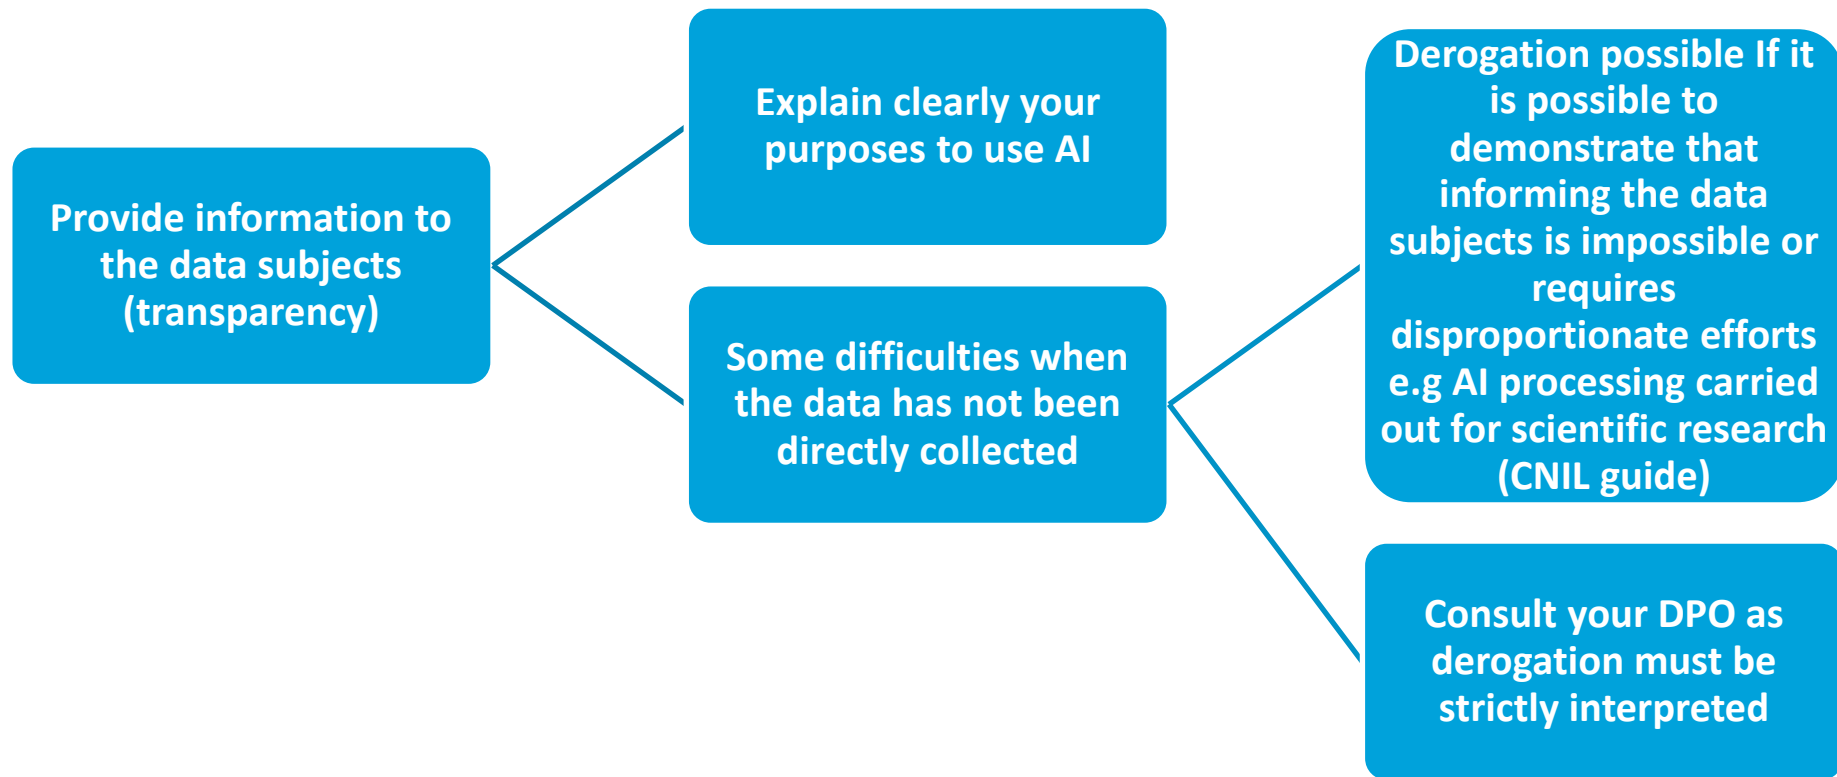 Provide information to
the data subjects
(transparency)
Explain clearly your
purposes to use AI
Some difficulties when
the data has not been
directly collected
Derogation possible If it
is possible to
demonstrate that
informing the data
subjects is impossible or
requires
disproportionate efforts
e.g AI processing carried
out for scientific research
(CNIL guide)
Consult your DPO as
derogation must be
strictly interpreted